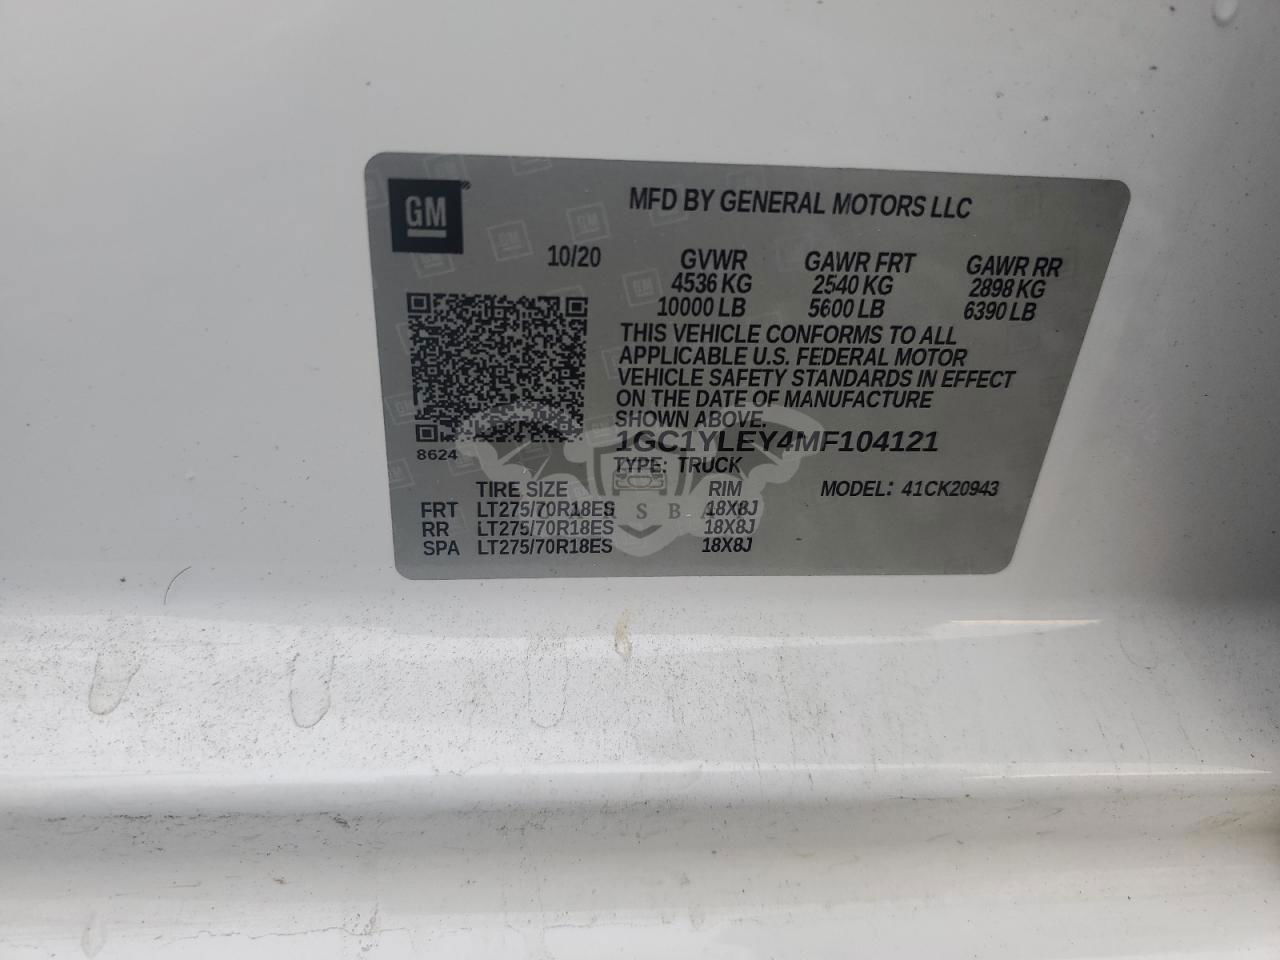 GM
MFD BY GENERAL MOTORS LLC
10/20 GVWR GAWR FRT GAWR RR
4536 KG 2540 KG 2898 KG
10000 LB 5600 LB 6390 LB
THIS VEHICLE CONFORMS TO ALL
APPLICABLE U.S. FEDERAL MOTOR
VEHICLE SAFETY STANDARDS IN EFFECT
ON THE DATE OF MANUFACTURE
SHOWN ABOVE.
1GC1YLEY4MF104121
8624
TYPE: TRUCK
TIRE SIZE RIM MODEL: 41CK20943
FRT LT275/70R18ES 18X8J
RR LT275/70R18ES 18X8J
SPA LT275/70R18ES 18X8J